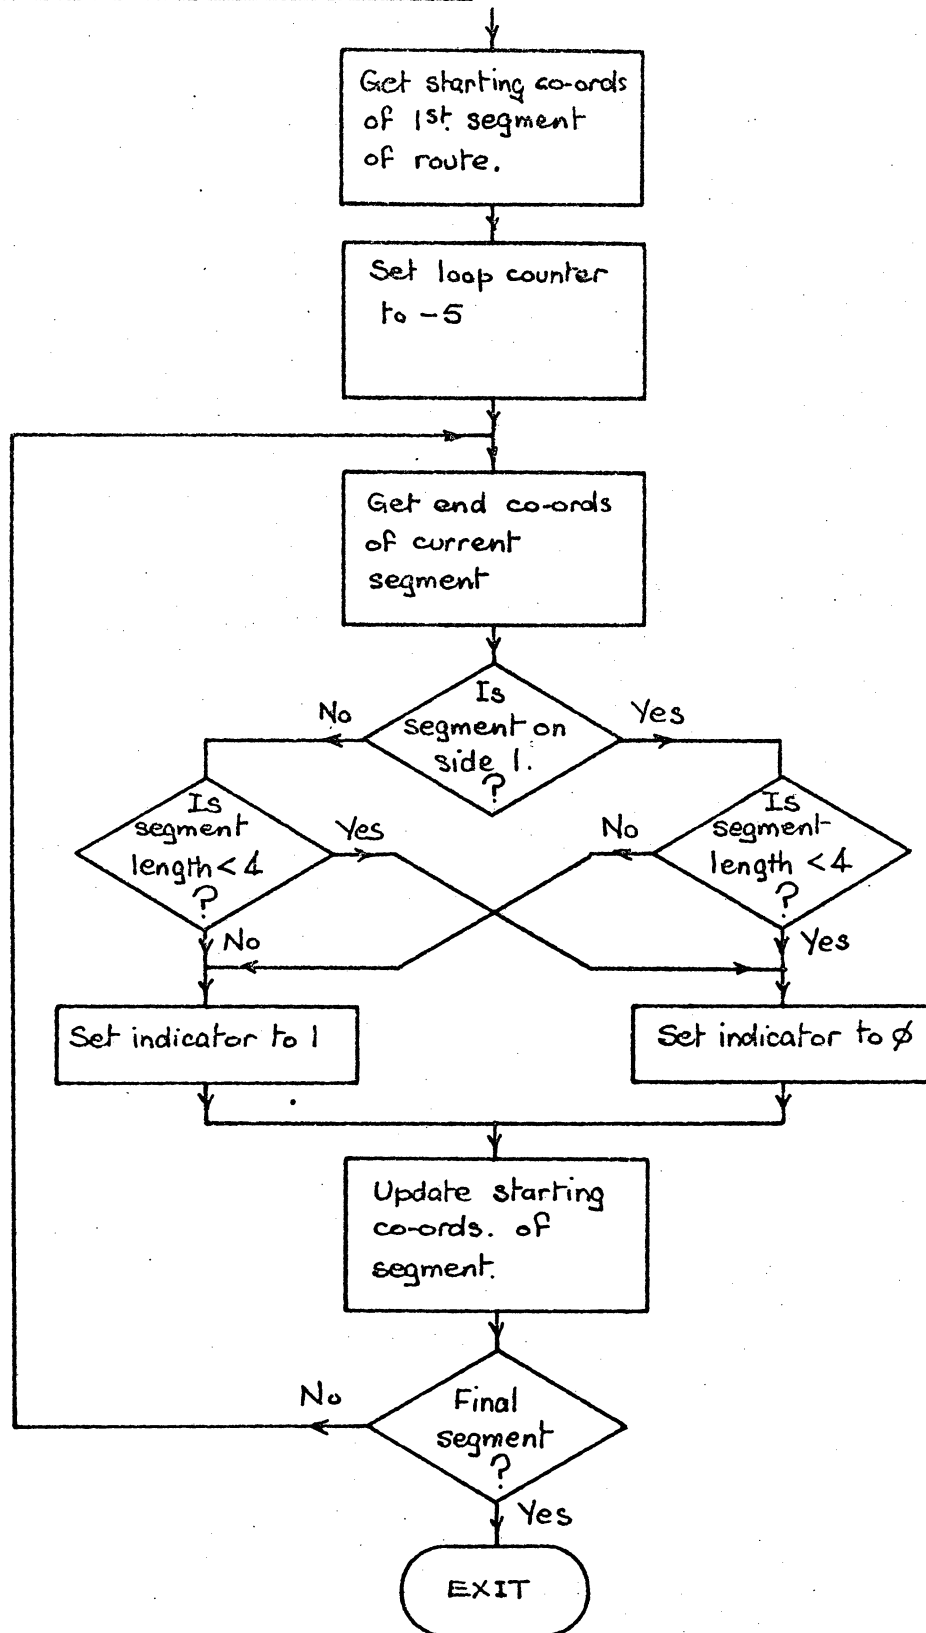 Get starting co-ords
of 1st. segment
of route.
Set loop counter
to -5
Get end co-ords
of current
segment
Is
segment on
side 1.
?
No
Yes
Is
segment
length < 4
?
Yes
No
Is
segment
length < 4
?
No
Yes
Set indicator to 1
Set indicator to ϕ
Update starting
co-ords. of
segment.
Final
segment
?
No
Yes
EXIT